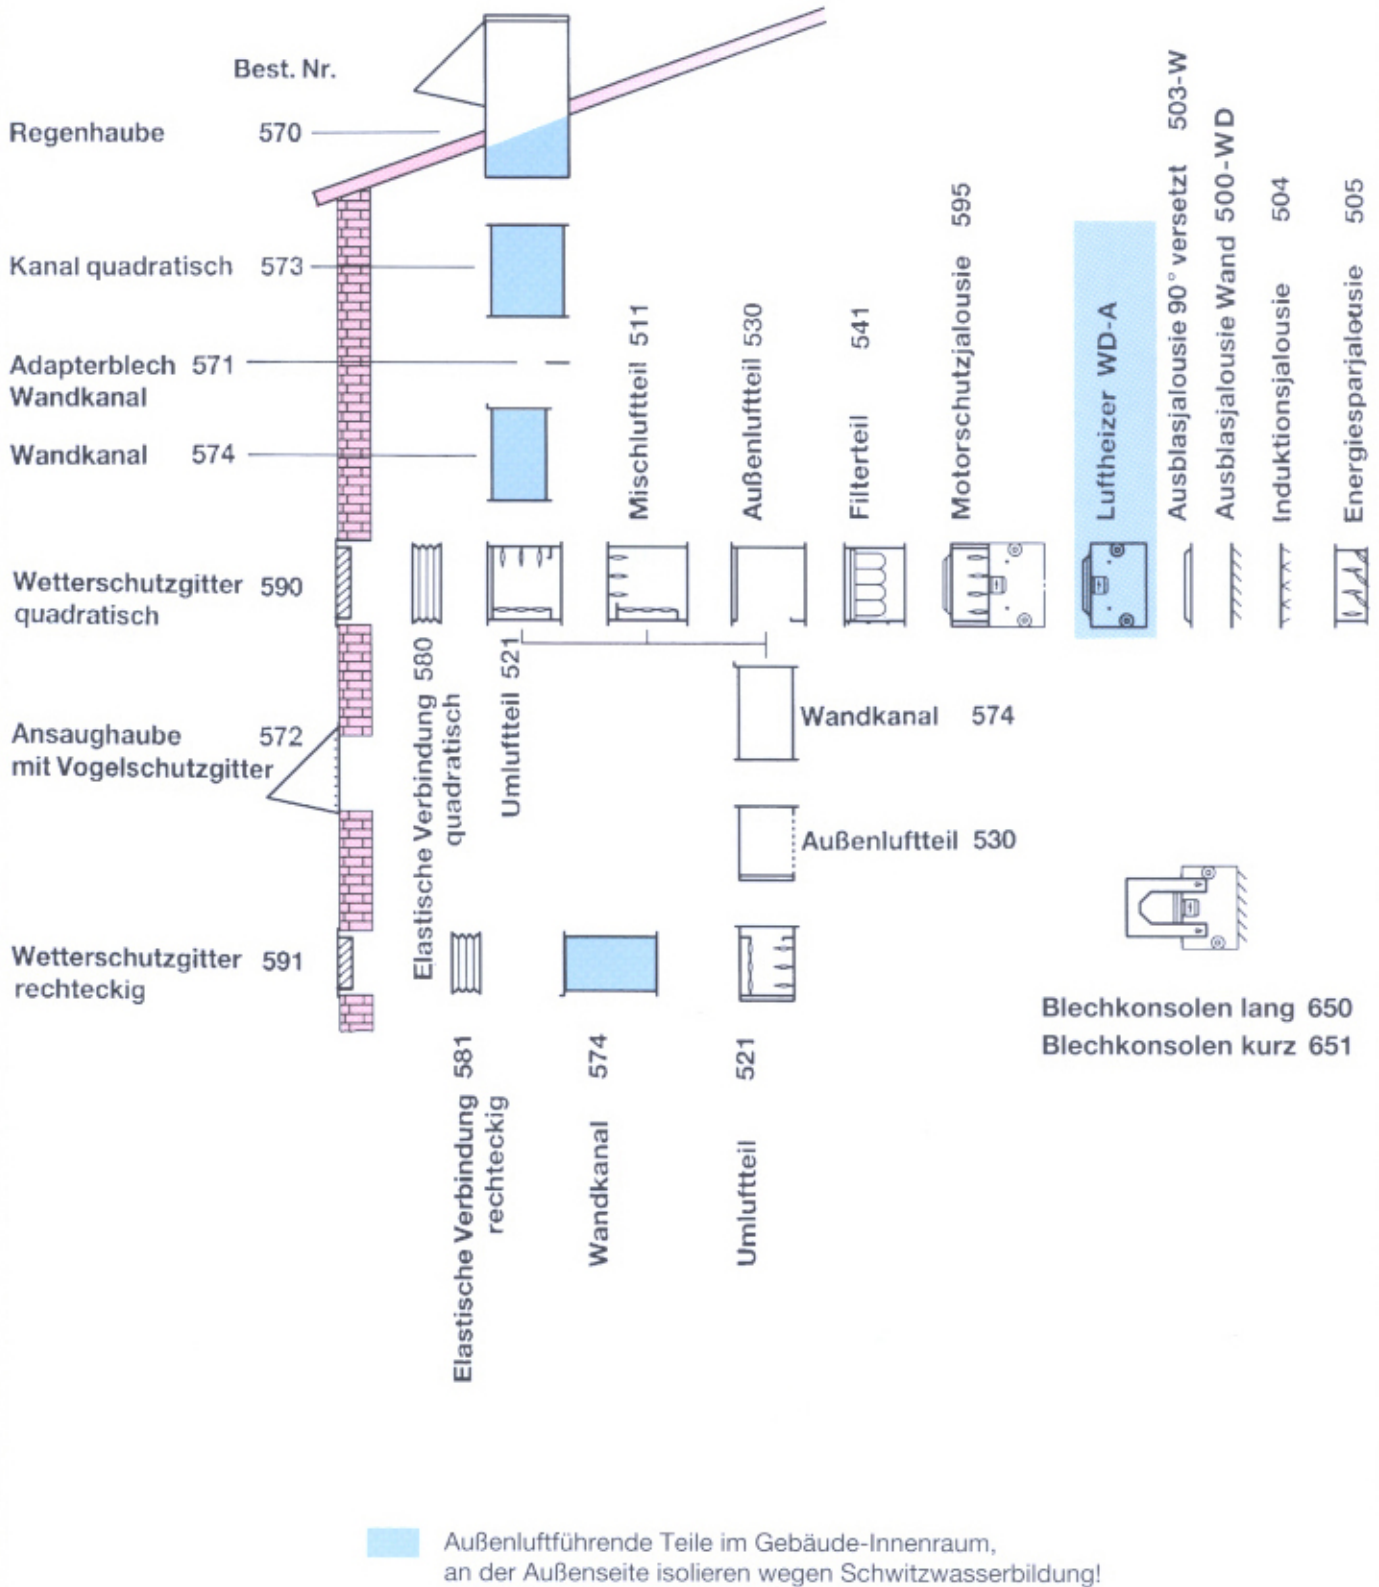 Best. Nr.
Regenhaube 570
Kanal quadratisch 573
Adapterblech 571
Wandkanal
Wandkanal 574
Wetterschutzgitter 590
quadratisch
Ansaughaube 572
mit Vogelschutzgitter
Wetterschutzgitter 591
rechteckig
Elastische Verbindung 580
quadratisch
Umluftteil 521
Mischluftteil 511
Außenluftteil 530
Filterteil 541
Motorschutzjalousie 595
Luftheizer WD-A
Ausblasjalousie 90° versetzt 503-W
Ausblasjalousie Wand 500-WD
Induktionsjalousie 504
Energiesparjalousie 505
Wandkanal 574
Außenluftteil 530
Elastische Verbindung 581
rechteckig
Wandkanal 574
Umluftteil 521
Blechkonsolen lang 650
Blechkonsolen kurz 651
Außenluftführende Teile im Gebäude-Innenraum,
an der Außenseite isolieren wegen Schwitzwasserbildung!